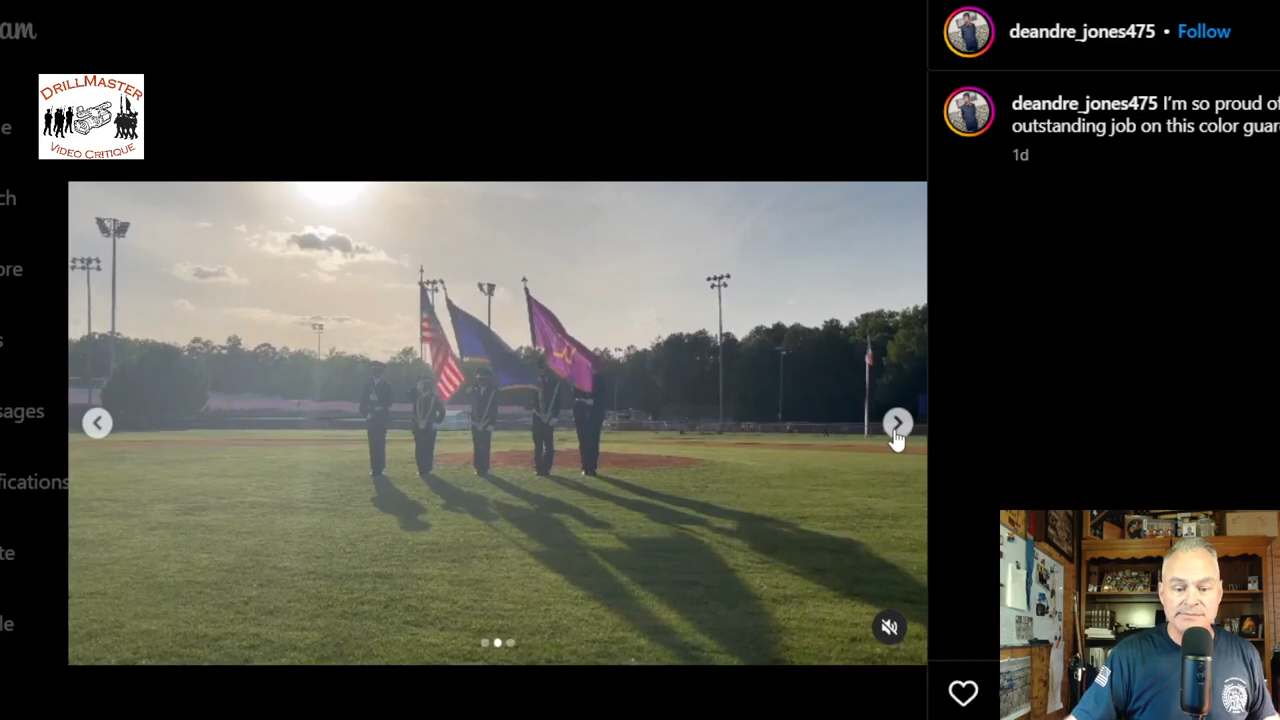 am
DRILLMASTER
VIDEO CRITIQUE
e
ch
ore
s
sages
fications
te
le
deandre_jones475 • Follow
deandre_jones475 I'm so proud of
outstanding job on this color guar
1d